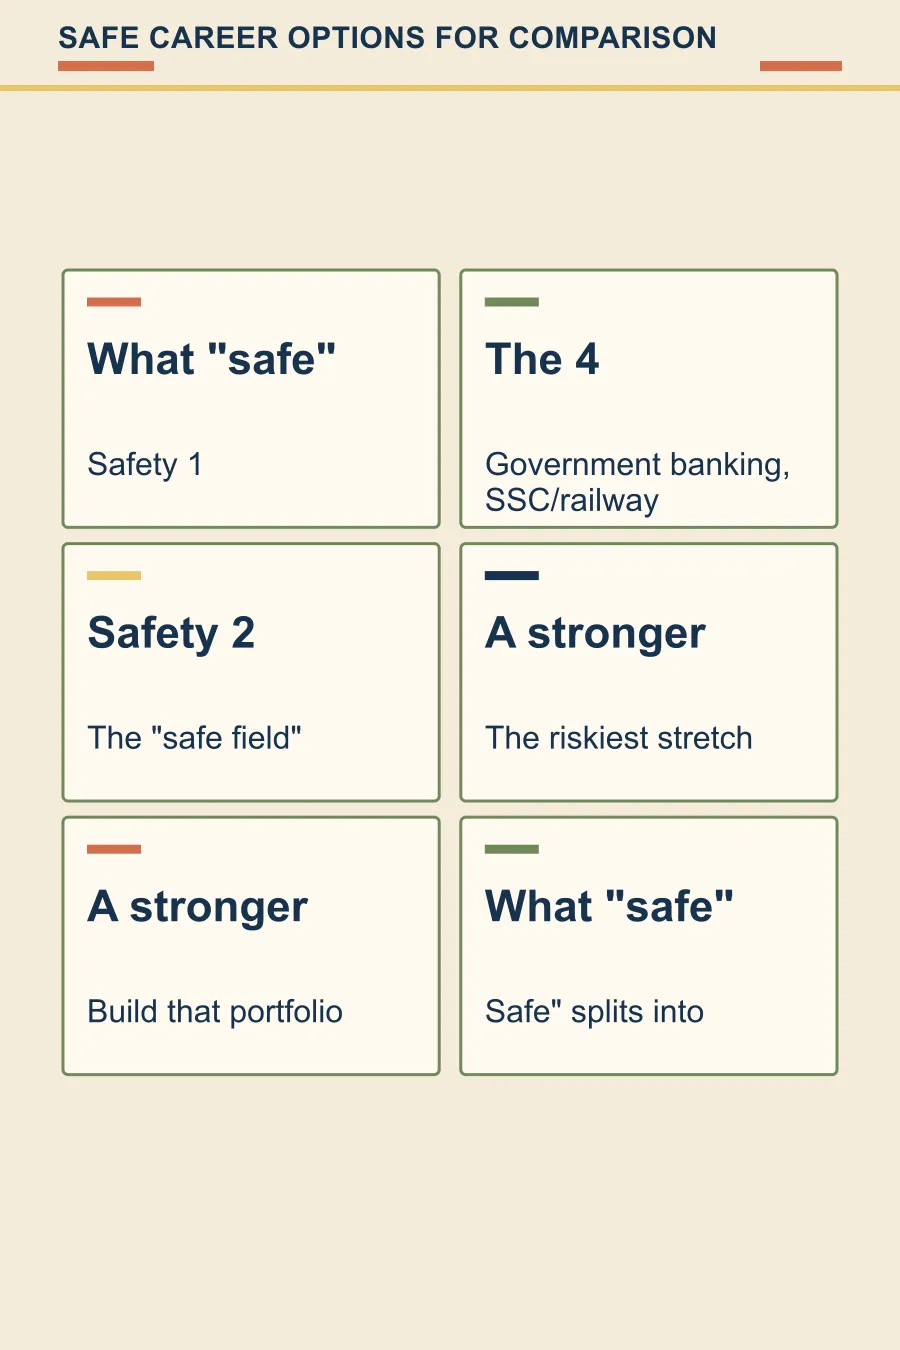 SAFE CAREER OPTIONS FOR COMPARISON
What "safe"
Safety 1
The 4
Government banking,
SSC/railway
Safety 2
The "safe field"
A stronger
The riskiest stretch
A stronger
Build that portfolio
What "safe"
Safe" splits into